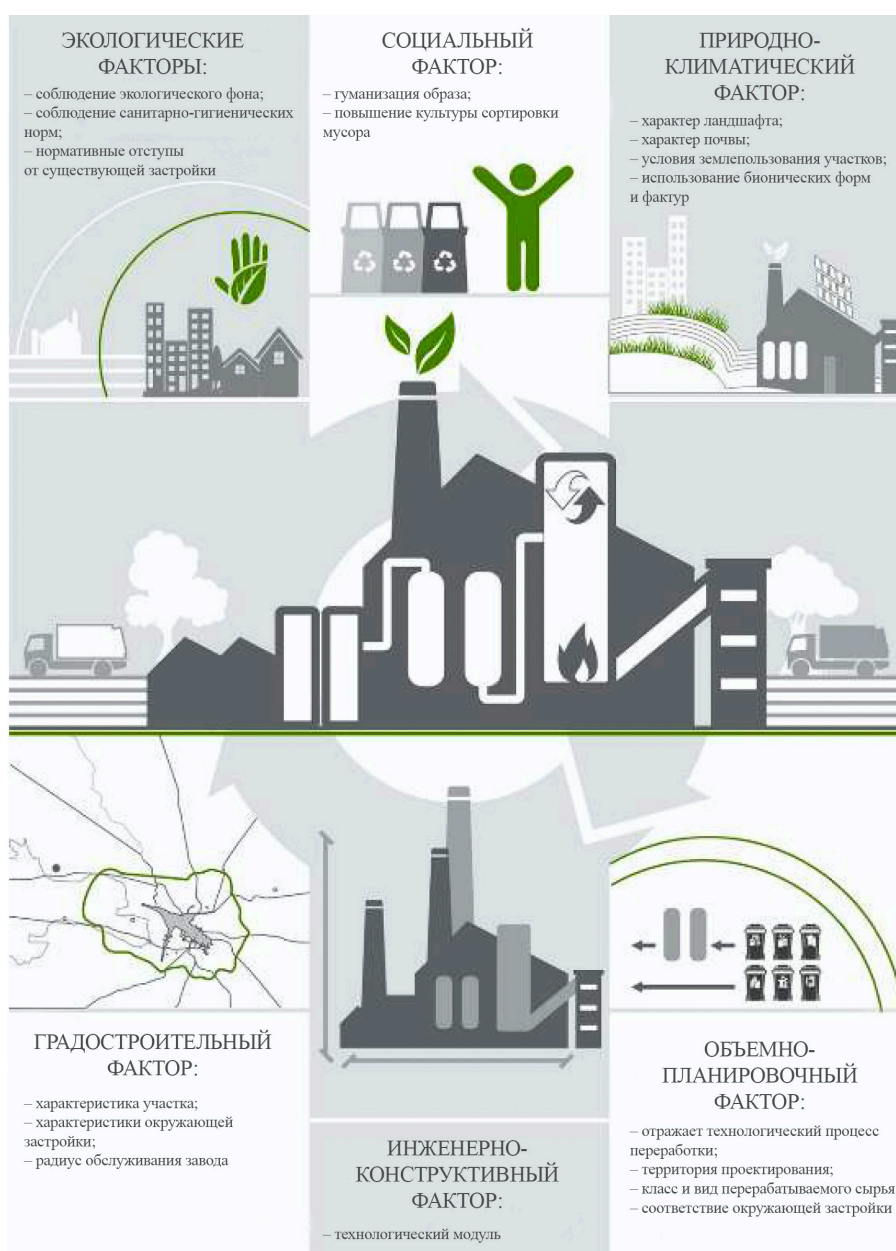 ЭКОЛОГИЧЕСКИЕ
ФАКТОРЫ:
– соблюдение экологического фона;
– соблюдение санитарно-гигиенических
норм;
– нормативные отступы
от существующей застройки
СОЦИАЛЬНЫЙ
ФАКТОР:
– гуманизация образа;
– повышение культуры сортировки
мусора
ПРИРОДНО-
КЛИМАТИЧЕСКИЙ
ФАКТОР:
– характер ландшафта;
– характер почвы;
– условия землепользования участков;
– использование бионических форм
и фактур
ГРАДОСТРОИТЕЛЬНЫЙ
ФАКТОР:
– характеристика участка;
– характеристики окружающей
застройки;
– радиус обслуживания завода
ИНЖЕНЕРНО-
КОНСТРУКТИВНЫЙ
ФАКТОР:
– технологический модуль
ОБЪЕМНО-
ПЛАНИРОВОЧНЫЙ
ФАКТОР:
– отражает технологический процесс
переработки;
– территория проектирования;
– класс и вид перерабатываемого сырья
– соответствие окружающей застройки